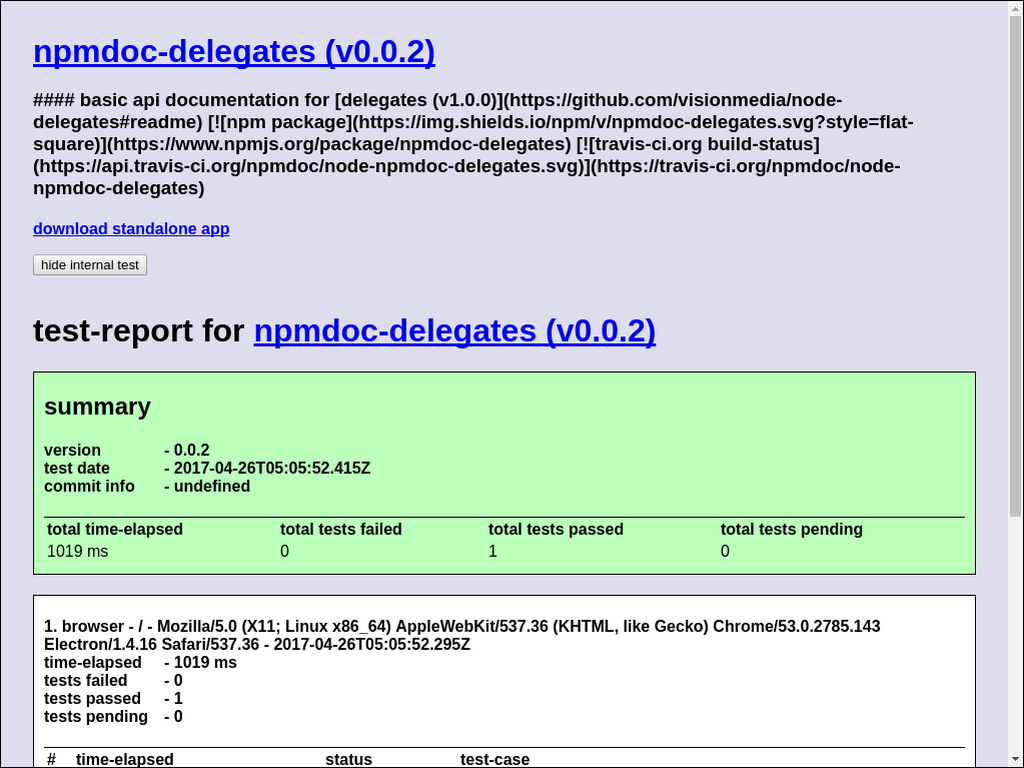 npmdoc-delegates (v0.0.2)
#### basic api documentation for [delegates (v1.0.0)](https://github.com/visionmedia/node-
delegates#readme) [![npm package](https://img.shields.io/npm/v/npmdoc-delegates.svg?style=flat-
square)](https://www.npmjs.org/package/npmdoc-delegates) [![travis-ci.org build-status]
(https://api.travis-ci.org/npmdoc/node-npmdoc-delegates.svg)](https://travis-ci.org/npmdoc/node-
npmdoc-delegates)
download standalone app
hide internal test
test-report for npmdoc-delegates (v0.0.2)
summary
version - 0.0.2
test date - 2017-04-26T05:05:52.415Z
commit info - undefined
total time-elapsed total tests failed total tests passed total tests pending
1019 ms 0 1 0
1. browser - / - Mozilla/5.0 (X11; Linux x86_64) AppleWebKit/537.36 (KHTML, like Gecko) Chrome/53.0.2785.143
Electron/1.4.16 Safari/537.36 - 2017-04-26T05:05:52.295Z
time-elapsed - 1019 ms
tests failed - 0
tests passed - 1
tests pending - 0
# time-elapsed status test-case